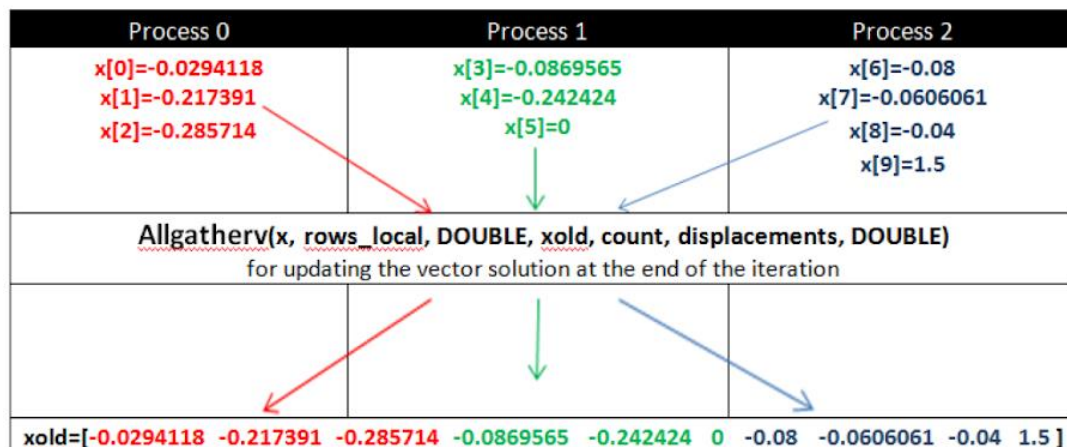 Process 0 Process 1 Process 2
x[0]=-0.0294118 x[3]=-0.0869565 x[6]=-0.08
x[1]=-0.217391 x[4]=-0.242424 x[7]=-0.0606061
x[2]=-0.285714 x[5]=0 x[8]=-0.04
x[9]=1.5
Allgatherv(x, rows_local, DOUBLE, xold, count, displacements, DOUBLE)
for updating the vector solution at the end of the iteration
xold=[-0.0294118 -0.217391 -0.285714 -0.0869565 -0.242424 0 -0.08 -0.0606061 -0.04 1.5 ]